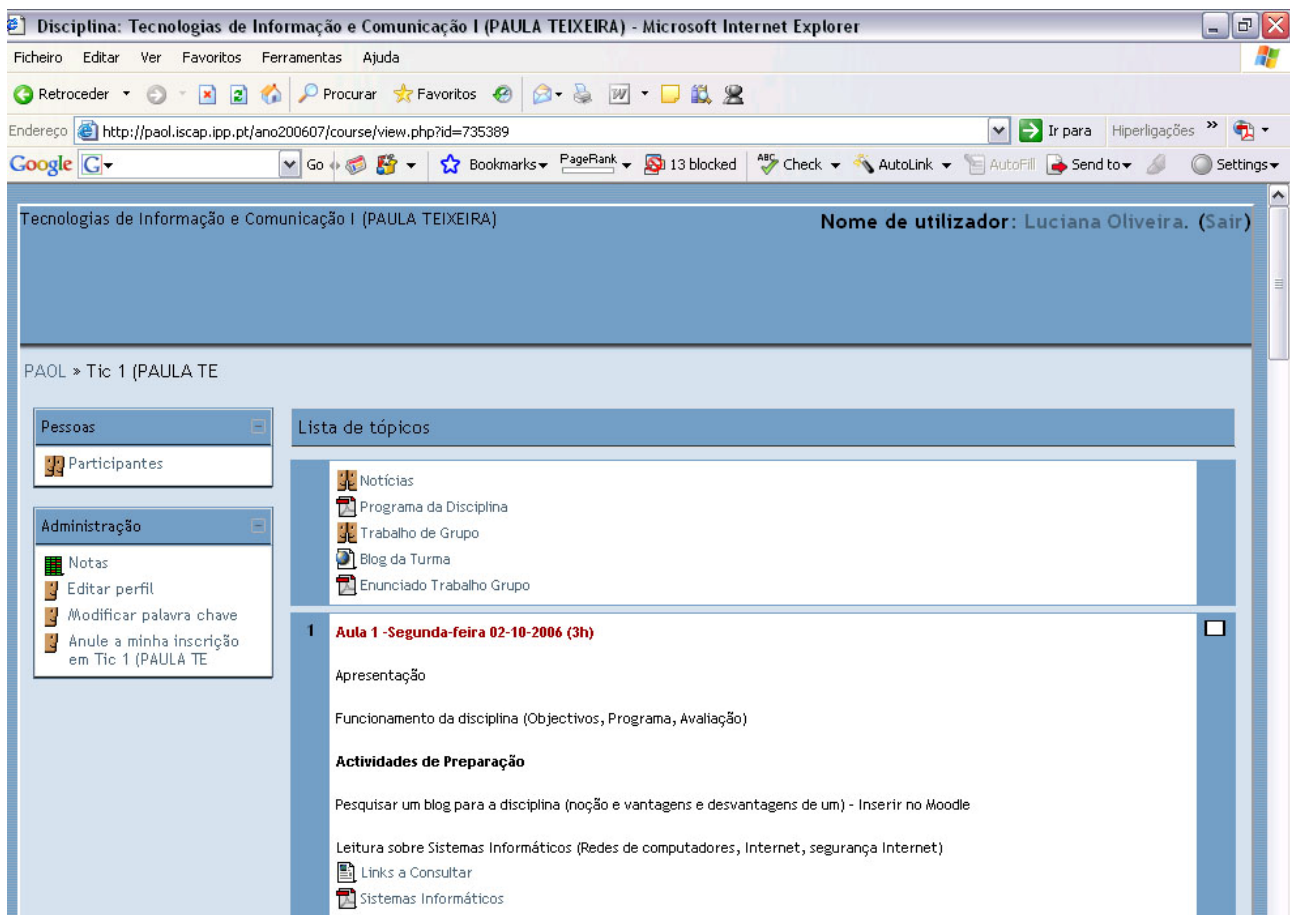 Disciplina: Tecnologias de Informação e Comunicação I (PAULA TEIXEIRA) - Microsoft Internet Explorer
Ficheiro Editar Ver Favoritos Ferramentas Ajuda
Retroceder Procurar Favoritos
Endereço http://paol.iscap.ipp.pt/ano200607/course/view.php?id=735389 Ir para Hiperligações »
Google G Go Bookmarks PageRank 13 blocked ABC Check AutoLink AutoFill Send to Settings
Tecnologias de Informação e Comunicação I (PAULA TEIXEIRA) Nome de utilizador: Luciana Oliveira. (Sair)
PAOL » Tic 1 (PAULA TE
Pessoas
Participantes
Administração
Notas
Editar perfil
Modificar palavra chave
Anule a minha inscrição
em Tic 1 (PAULA TE
Lista de tópicos
Notícias
Programa da Disciplina
Trabalho de Grupo
Blog da Turma
Enunciado Trabalho Grupo
1 Aula 1 -Segunda-feira 02-10-2006 (3h)
Apresentação
Funcionamento da disciplina (Objectivos, Programa, Avaliação)
Actividades de Preparação
Pesquisar um blog para a disciplina (noção e vantagens e desvantagens de um) - Inserir no Moodle
Leitura sobre Sistemas Informáticos (Redes de computadores, Internet, segurança Internet)
Links a Consultar
Sistemas Informáticos